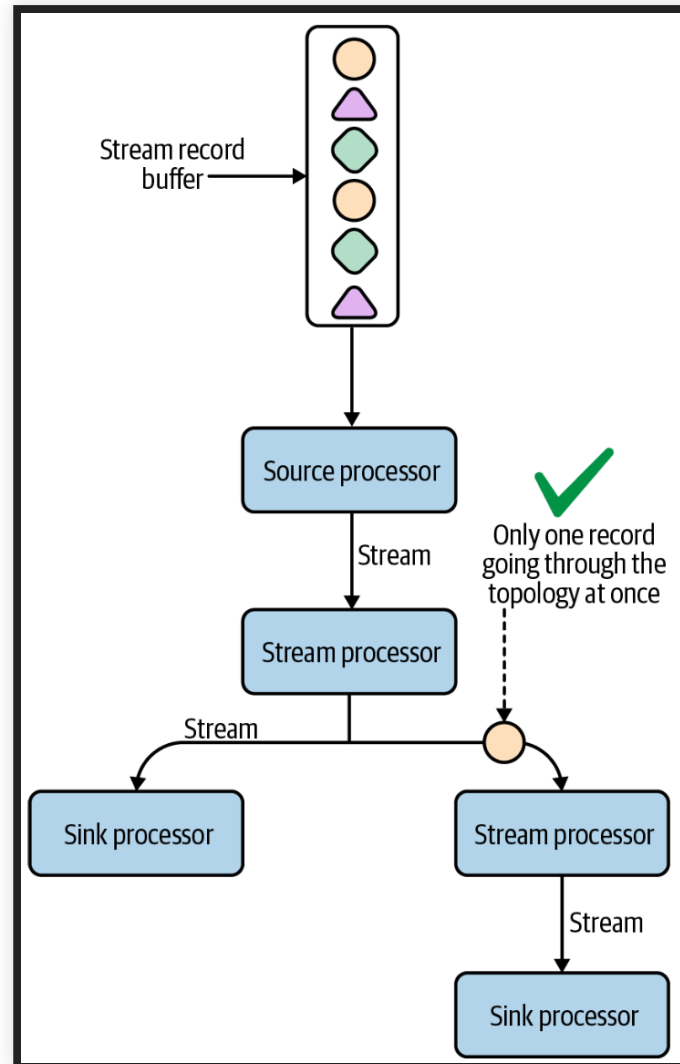 Stream record
buffer
Source processor
Only one record
going through the
topology at once
Stream
Stream processor
Stream
Sink processor
Stream processor
Stream
Sink processor